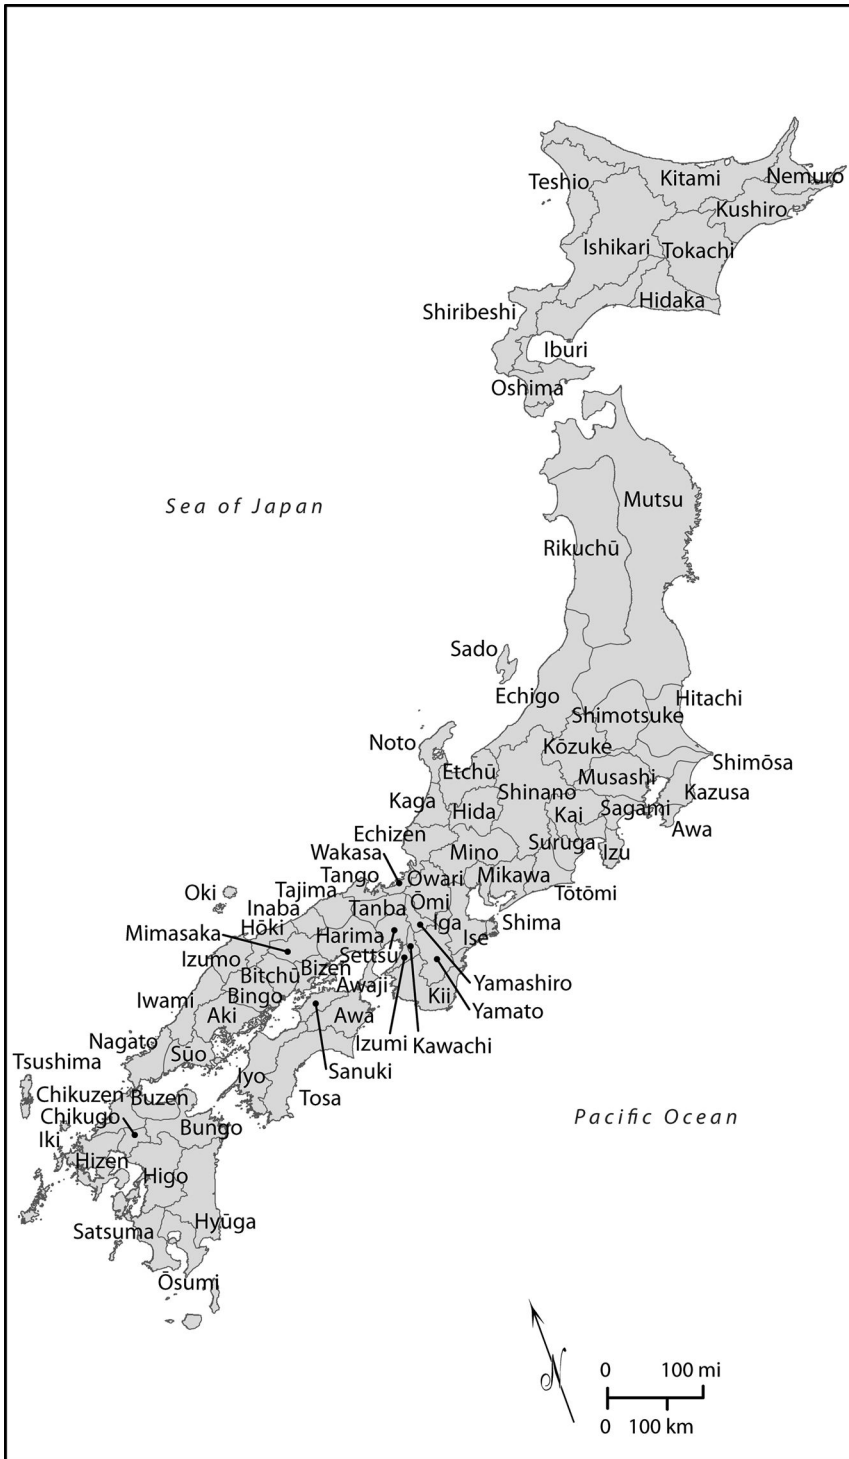 Teshio
Kitami
Nemuro
Kushiro
Ishikari
Tokachi
Hidaka
Shiribeshi
Iburi
Oshima
Mutsu
Sea of Japan
Rikuchū
Sado
Echigo
Hitachi
Shimotsuke
Noto
Kōzuke
Shimōsa
Etchū
Musashi
Shinano
Kazusa
Kaga
Hida
Kai
Sagami
Awa
Echizen
Suruga
Wakasa
Mino
Izu
Tango
Owari
Mikawa
Oki
Tajima
Tōtōmi
Ōmi
Inaba
Tanba
Iga
Shima
Hōki
Mimasaka
Harima
Ise
Settsu
Izumo
Bizen
Bitchū
Awaji
Yamashiro
Iwami
Bingo
Kii
Yamato
Aki
Awa
Nagato
Izumi
Kawachi
Sūo
Tsushima
Sanuki
Iyo
Chikuzen
Buzen
Tosa
Chikugo
Pacific Ocean
Bungo
Iki
Hizen
Higo
Satsuma
Hyūga
Ōsumi
N
0 100 mi
0 100 km